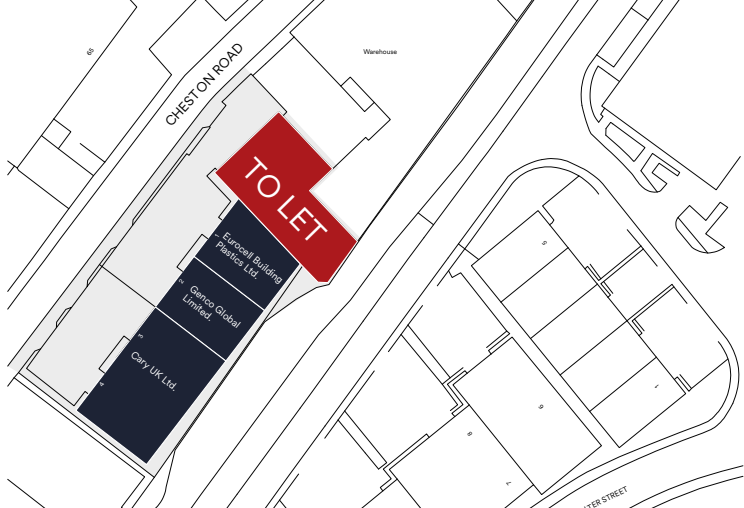 65
Warehouse
CHESTON ROAD
TO LET
1
Eurocell Building
Plastics Ltd.
2
Genco Global
Limited.
3
Cary UK Ltd.
4
5
1
6
8
7
TER STREET